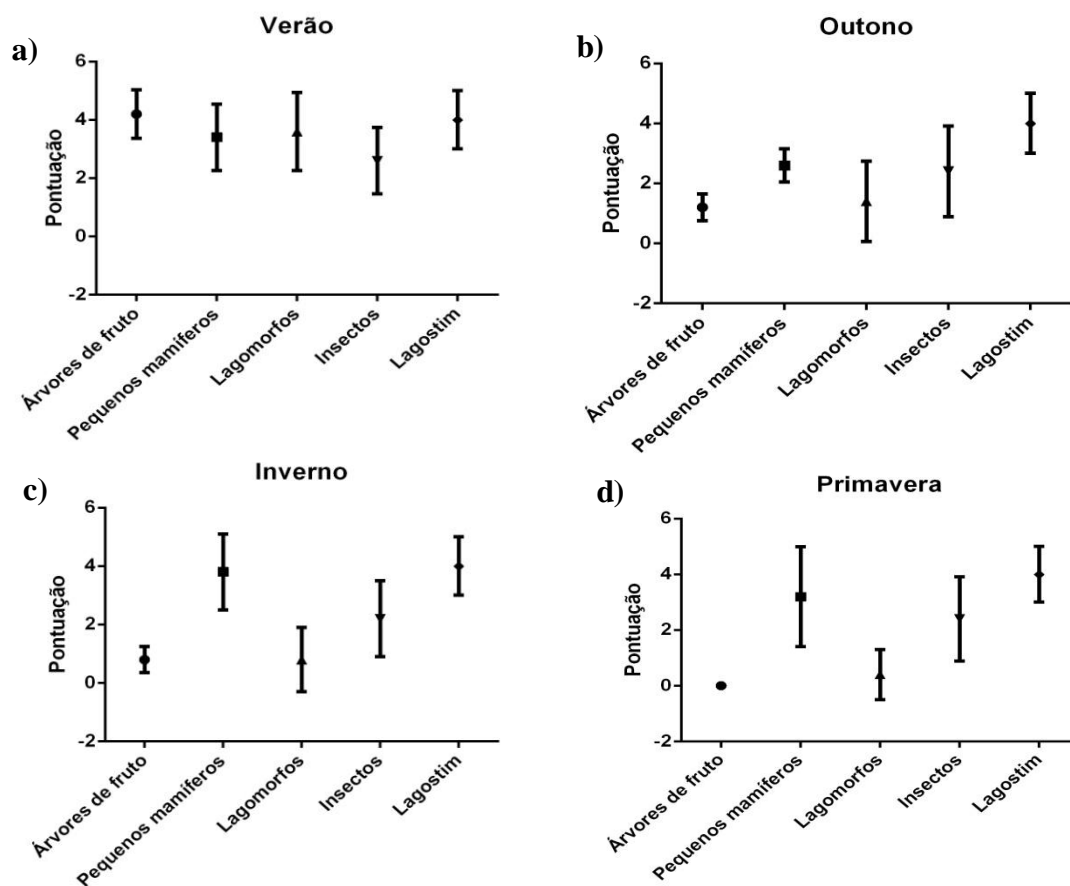 a)
Verão
Pontuação
6
4
2
0
-2
Árvores de fruto
Pequenos mamíferos
Lagomorfos
Insectos
Lagostim
b)
Outono
Pontuação
6
4
2
0
-2
Árvores de fruto
Pequenos mamíferos
Lagomorfos
Insectos
Lagostim
c)
Inverno
Pontuação
6
4
2
0
-2
Árvores de fruto
Pequenos mamíferos
Lagomorfos
Insectos
Lagostim
d)
Primavera
Pontuação
6
4
2
0
-2
Árvores de fruto
Pequenos mamíferos
Lagomorfos
Insectos
Lagostim